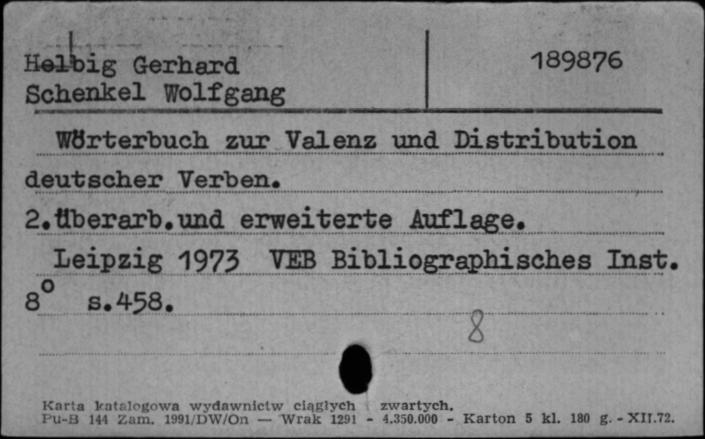 Helbig Gerhard
189876
Schenkel Wolfgang
Wörterbuch zur Valenz und Distribution
deutscher Verben.
2.überarb.und erweiterte Auflage.
Leipzig 1973 VEB Bibliographisches Inst.
8° s.458.
8
Karta katalogowa wydawnictw ciągłych i zwartych.
Pu-B 144 Zam. 1991/DW/On — Wrak 1291 - 4.350.000 - Karton 5 kl. 180 g. - XII.72.